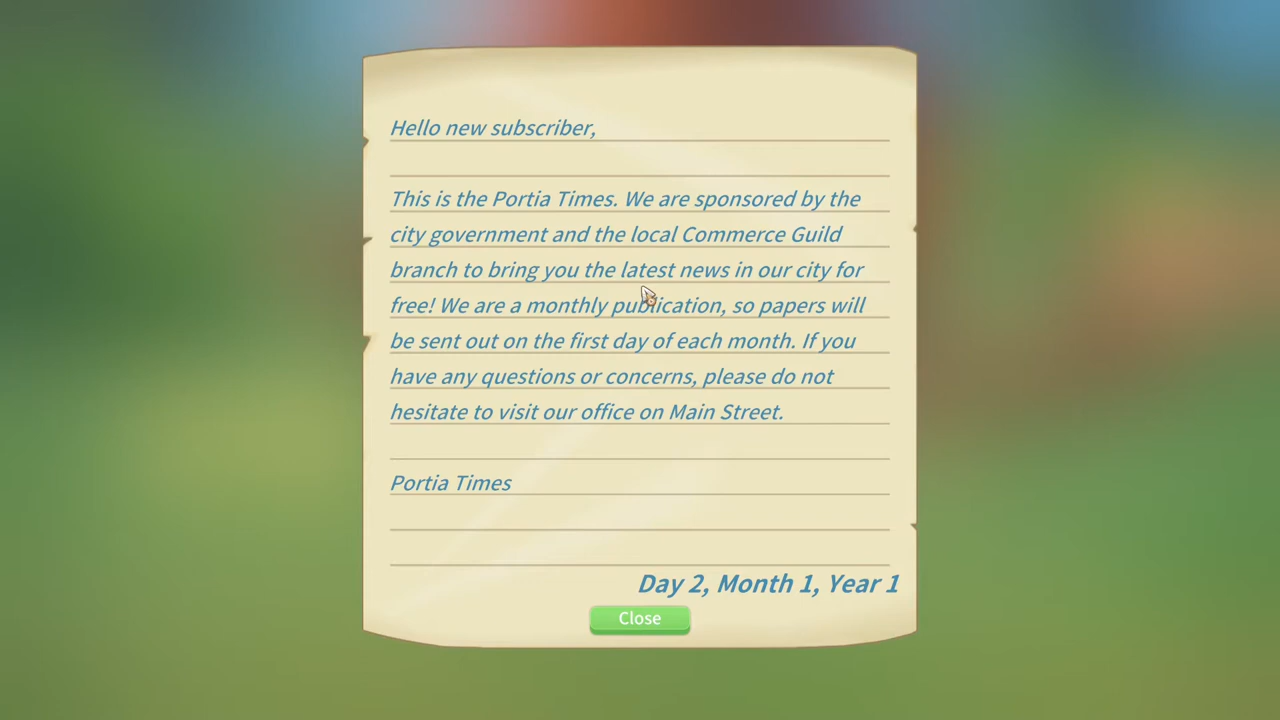 Hello new subscriber,
This is the Portia Times. We are sponsored by the
city government and the local Commerce Guild
branch to bring you the latest news in our city for
free! We are a monthly publication, so papers will
be sent out on the first day of each month. If you
have any questions or concerns, please do not
hesitate to visit our office on Main Street.
Portia Times
Day 2, Month 1, Year 1
Close